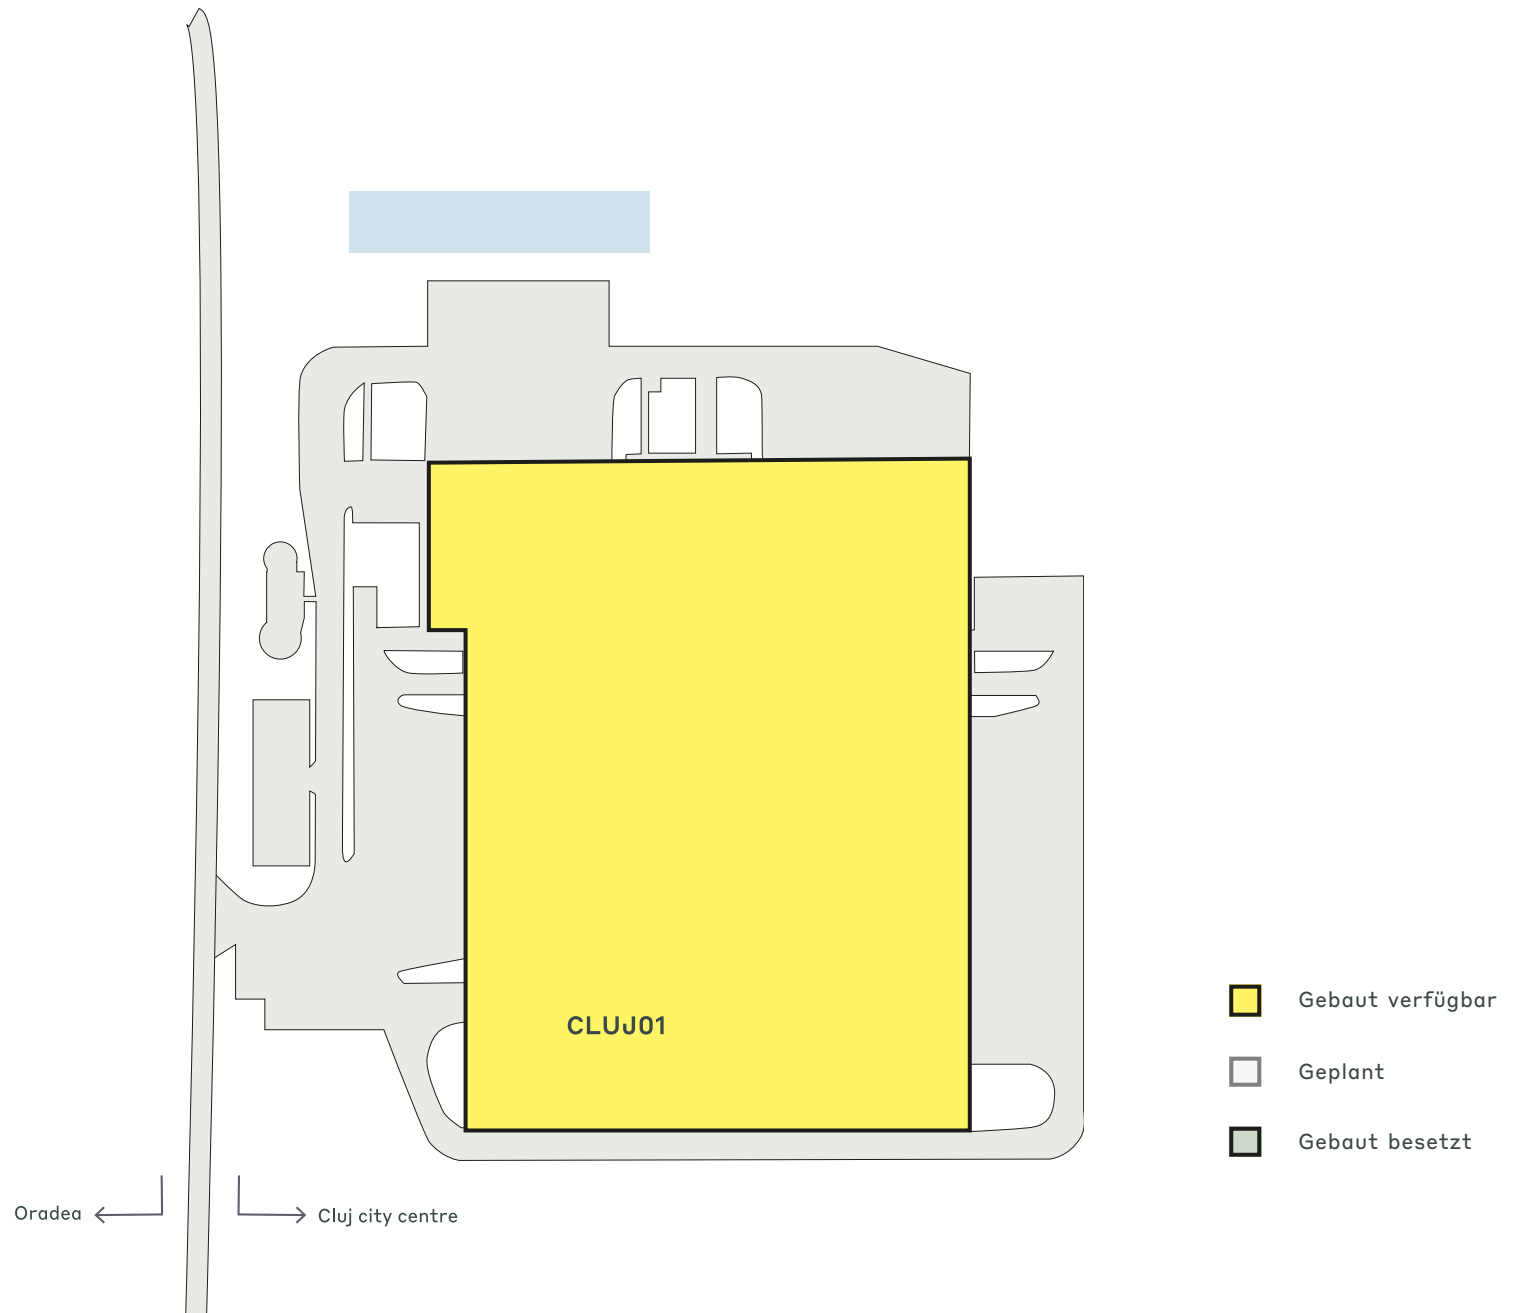 CLUJ01
Gebaut verfügbar
Geplant
Gebaut besetzt
Oradea
Cluj city centre